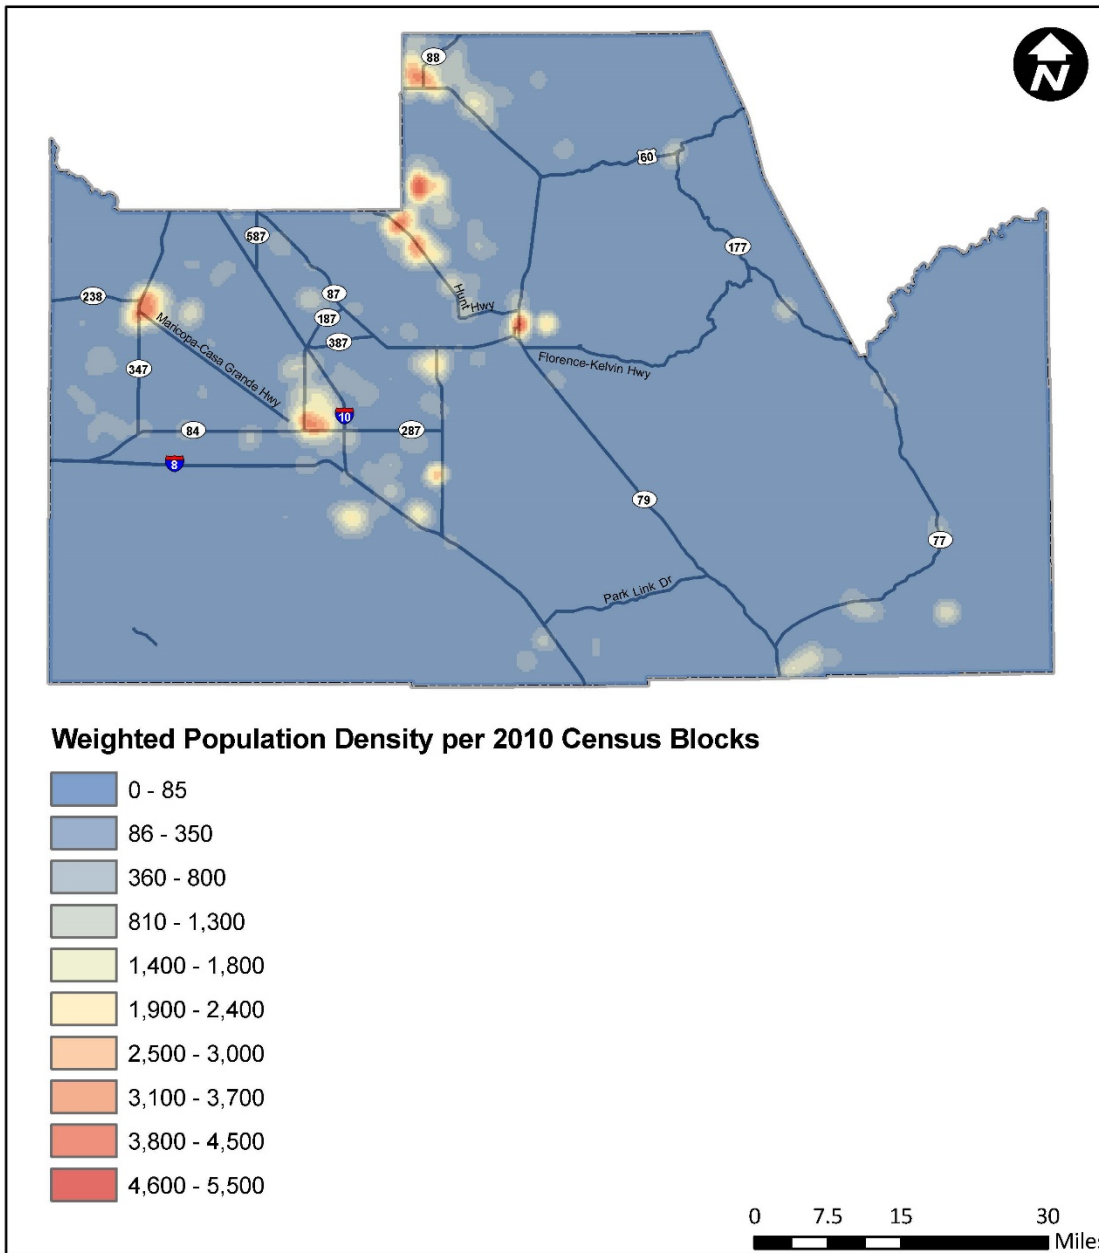 N
88
60
587
177
238
87
Hunt Hwy
187
Maricopa-Casa Grande Hwy
387
Florence-Kelvin Hwy
347
10
84
287
8
79
77
Park Link Dr
Weighted Population Density per 2010 Census Blocks
0 - 85
86 - 350
360 - 800
810 - 1,300
1,400 - 1,800
1,900 - 2,400
2,500 - 3,000
3,100 - 3,700
3,800 - 4,500
4,600 - 5,500
0 7.5 15 30
Miles